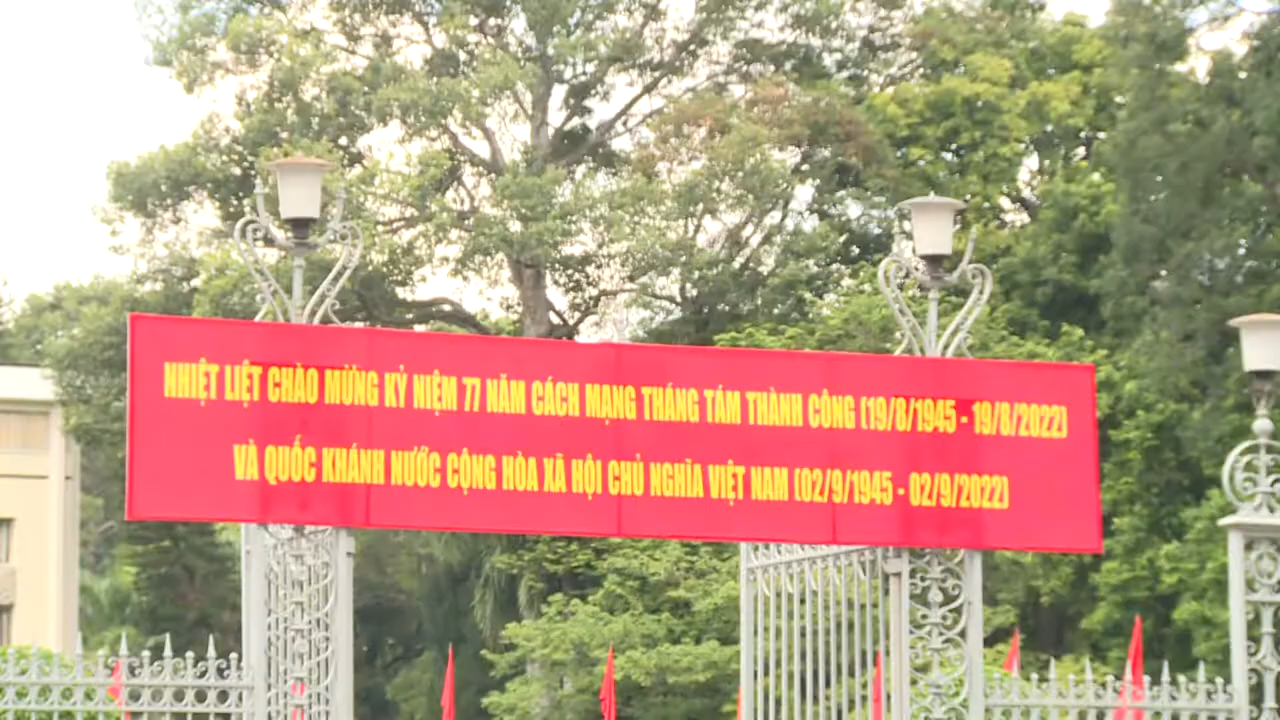 NHIỆT LIỆT CHÀO MỪNG KỶ NIỆM 77 NĂM CÁCH MẠNG THÁNG TÁM THÀNH CÔNG (19/8/1945 - 19/8/2022)
VÀ QUỐC KHÁNH NƯỚC CỘNG HÒA XÃ HỘI CHỦ NGHĨA VIỆT NAM (02/9/1945 - 02/9/2022)